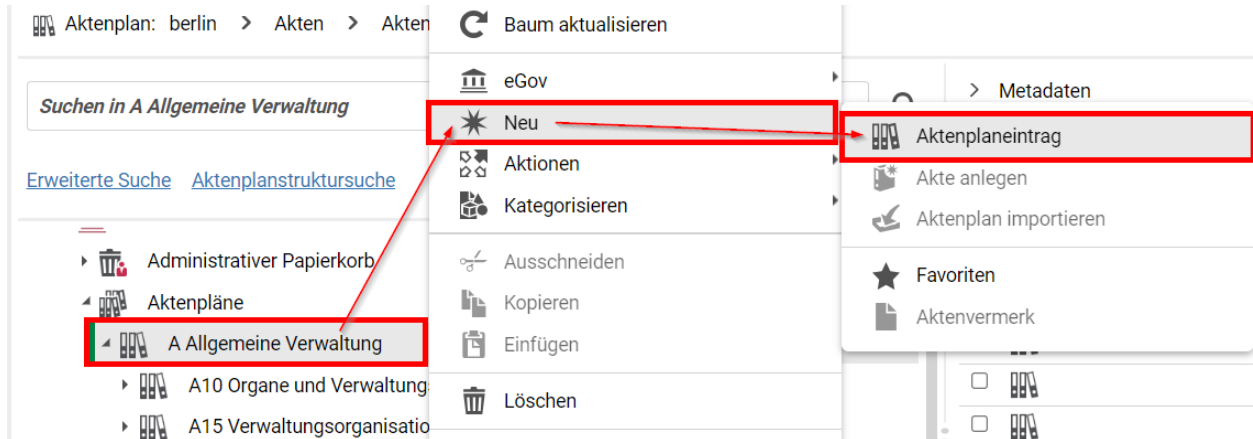 Aktenplan: berlin > Akten > Akten
Suchen in A Allgemeine Verwaltung
Erweiterte Suche Aktenplanstruktursuche
Administrativer Papierkorb
Aktenpläne
A Allgemeine Verwaltung
A10 Organe und Verwaltung
A15 Verwaltungsorganisatio
Baum aktualisieren
eGov
Neu
Aktionen
Kategorisieren
Ausschneiden
Kopieren
Einfügen
Löschen
> Metadaten
Aktenplaneintrag
Akte anlegen
Aktenplan importieren
Favoriten
Aktenvermerk